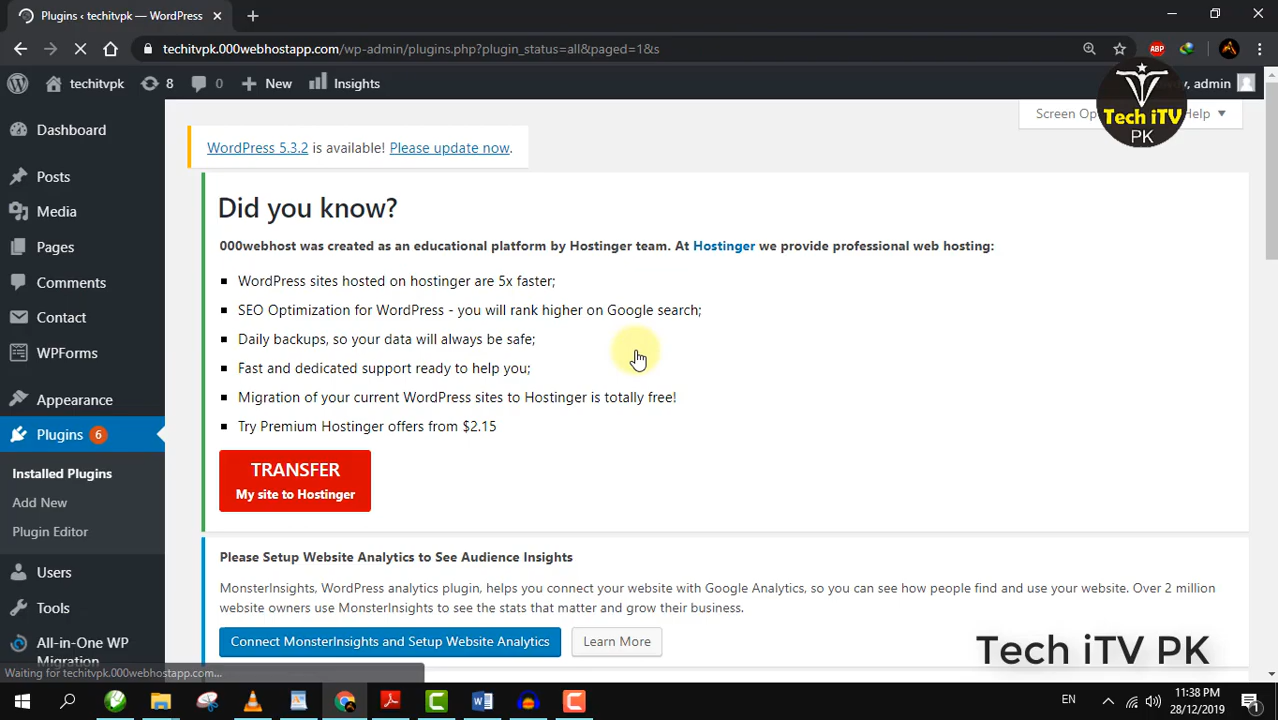 Plugins ‹ techitvpk — WordPress
techitvpk.000webhostapp.com/wp-admin/plugins.php?plugin_status=all&paged=1&s
ABP
techitvpk 8 0 New Insights
dy, admin
Tech iTV
PK
Screen Op
Help
Dashboard
Posts
Media
Pages
Comments
Contact
WPForms
Appearance
Plugins 6
Installed Plugins
Add New
Plugin Editor
Users
Tools
All-in-One WP
Migration
WordPress 5.3.2 is available! Please update now.
Did you know?
000webhost was created as an educational platform by Hostinger team. At Hostinger we provide professional web hosting:
WordPress sites hosted on hostinger are 5x faster;
SEO Optimization for WordPress - you will rank higher on Google search;
Daily backups, so your data will always be safe;
Fast and dedicated support ready to help you;
Migration of your current WordPress sites to Hostinger is totally free!
Try Premium Hostinger offers from $2.15
TRANSFER
My site to Hostinger
Please Setup Website Analytics to See Audience Insights
MonsterInsights, WordPress analytics plugin, helps you connect your website with Google Analytics, so you can see how people find and use your website. Over 2 million
website owners use MonsterInsights to see the stats that matter and grow their business.
Connect MonsterInsights and Setup Website Analytics
Learn More
Tech iTV PK
Waiting for techitvpk.000webhostapp.com...
EN
11:38 PM
28/12/2019
1